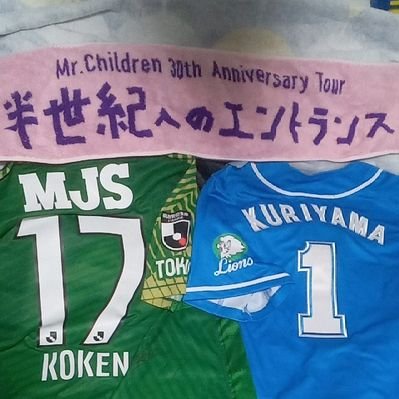 Mr.Children 30th Anniversary Tour
半世紀へのエントランス
MJS
17
KOKEN
TOKY
KURIYAMA
1
Lions